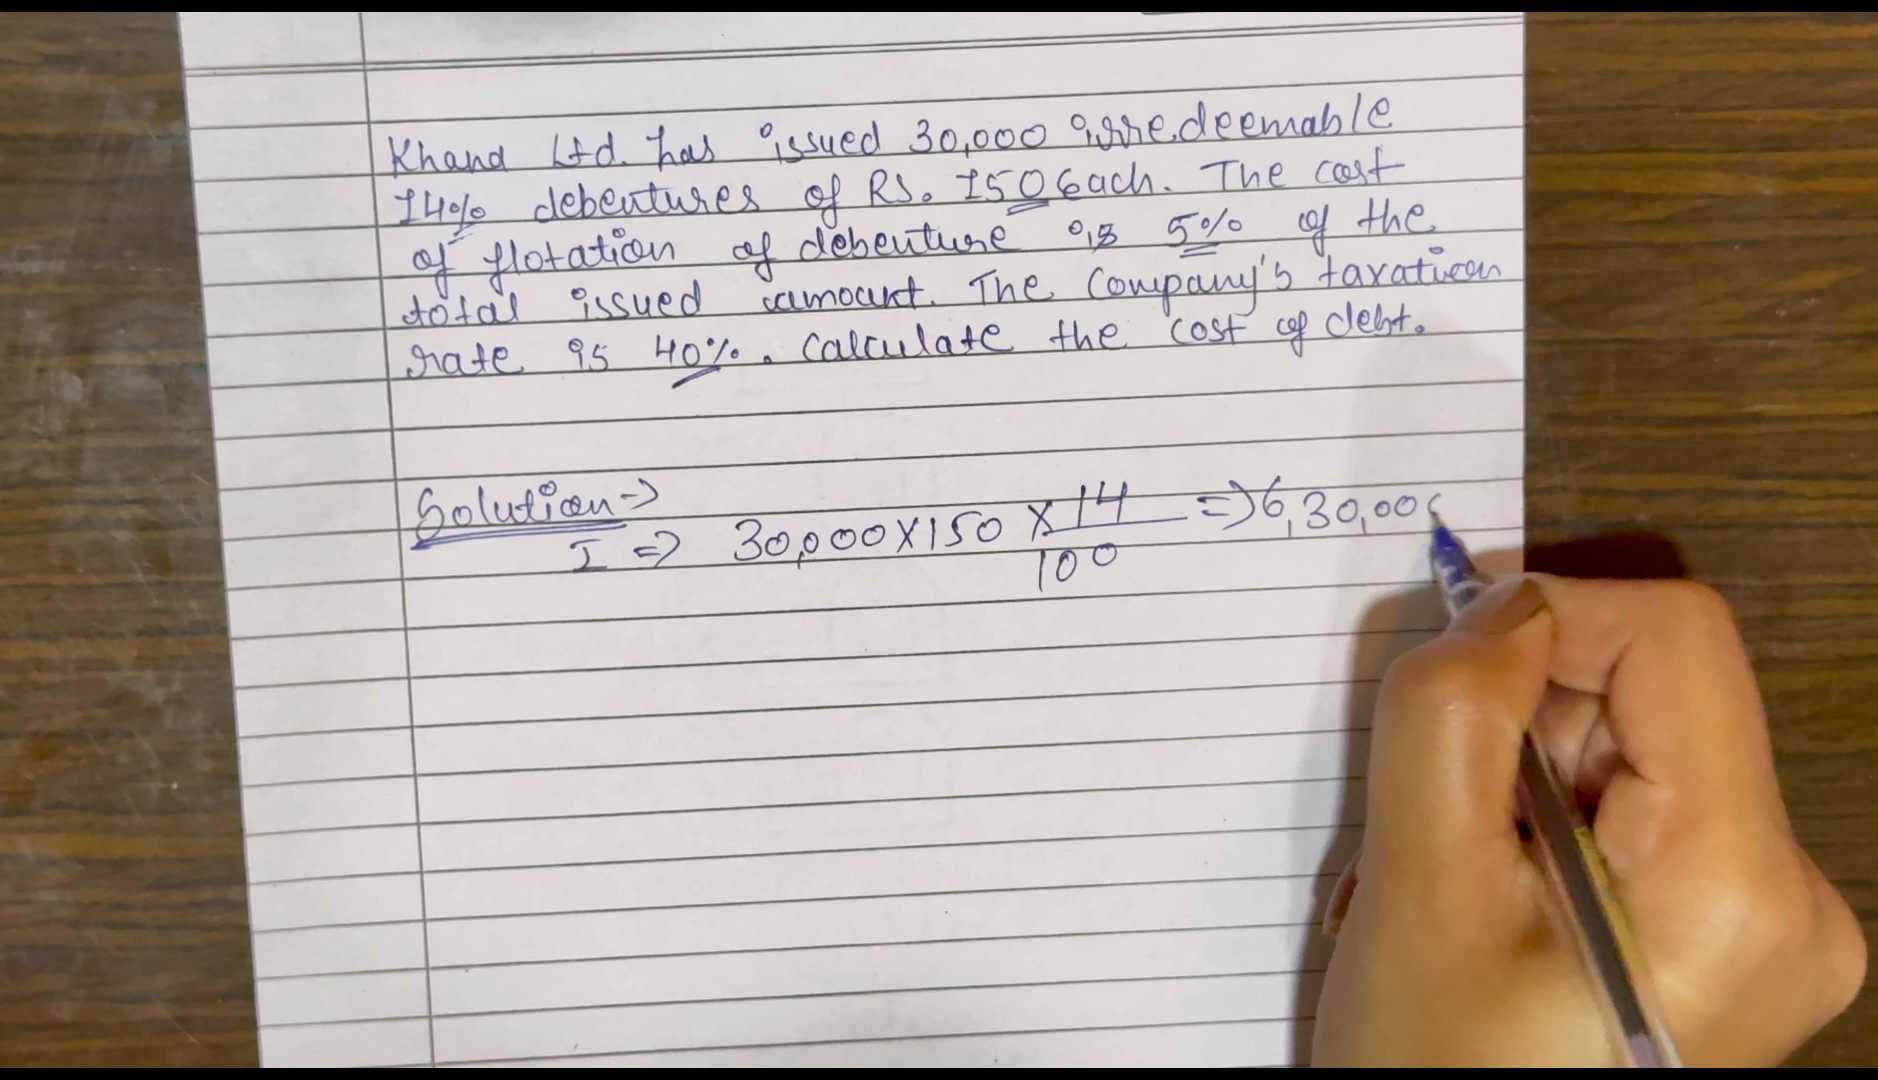 Khand Ltd. has issued 30,000 irredeemable
14% debentures of RS. 150 each. The cost
of flotation of debenture is 5% of the
total issued amount. The Company's taxation
rate is 40%. Calculate the cost of debt.
Solution →
I ⇒ 30,000 × 150 × 14/100 ⇒ 6,30,000